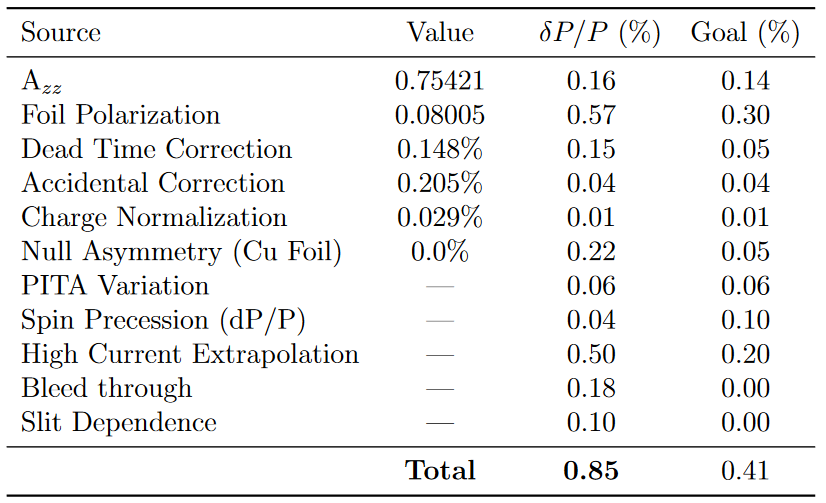 Source Value δP/P (%) Goal (%)
A_zz 0.75421 0.16 0.14
Foil Polarization 0.08005 0.57 0.30
Dead Time Correction 0.148% 0.15 0.05
Accidental Correction 0.205% 0.04 0.04
Charge Normalization 0.029% 0.01 0.01
Null Asymmetry (Cu Foil) 0.0% 0.22 0.05
PITA Variation — 0.06 0.06
Spin Precession (dP/P) — 0.04 0.10
High Current Extrapolation — 0.50 0.20
Bleed through — 0.18 0.00
Slit Dependence — 0.10 0.00
Total 0.85 0.41